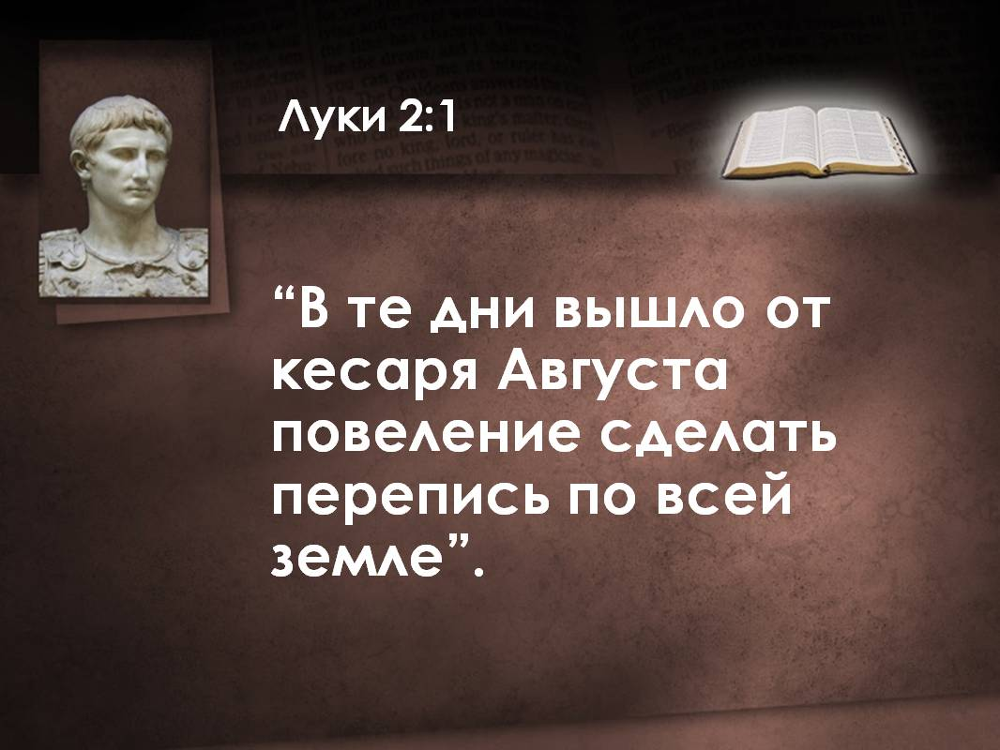 Луки 2:1
“В те дни вышло от
кесаря Августа
повеление сделать
перепись по всей
земле”.